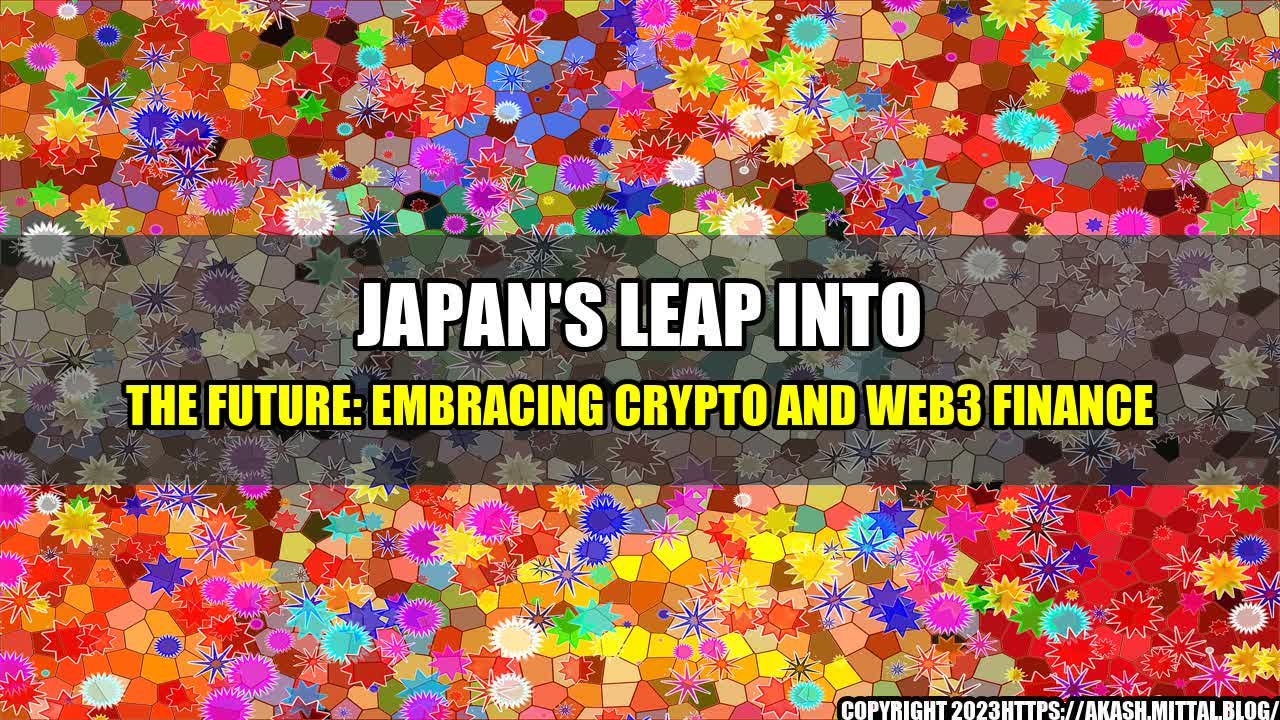 JAPAN'S LEAP INTO
THE FUTURE: EMBRACING CRYPTO AND WEB3 FINANCE
COPYRIGHT 2023HTTPS://AKASH.MITTAL.BLOG/